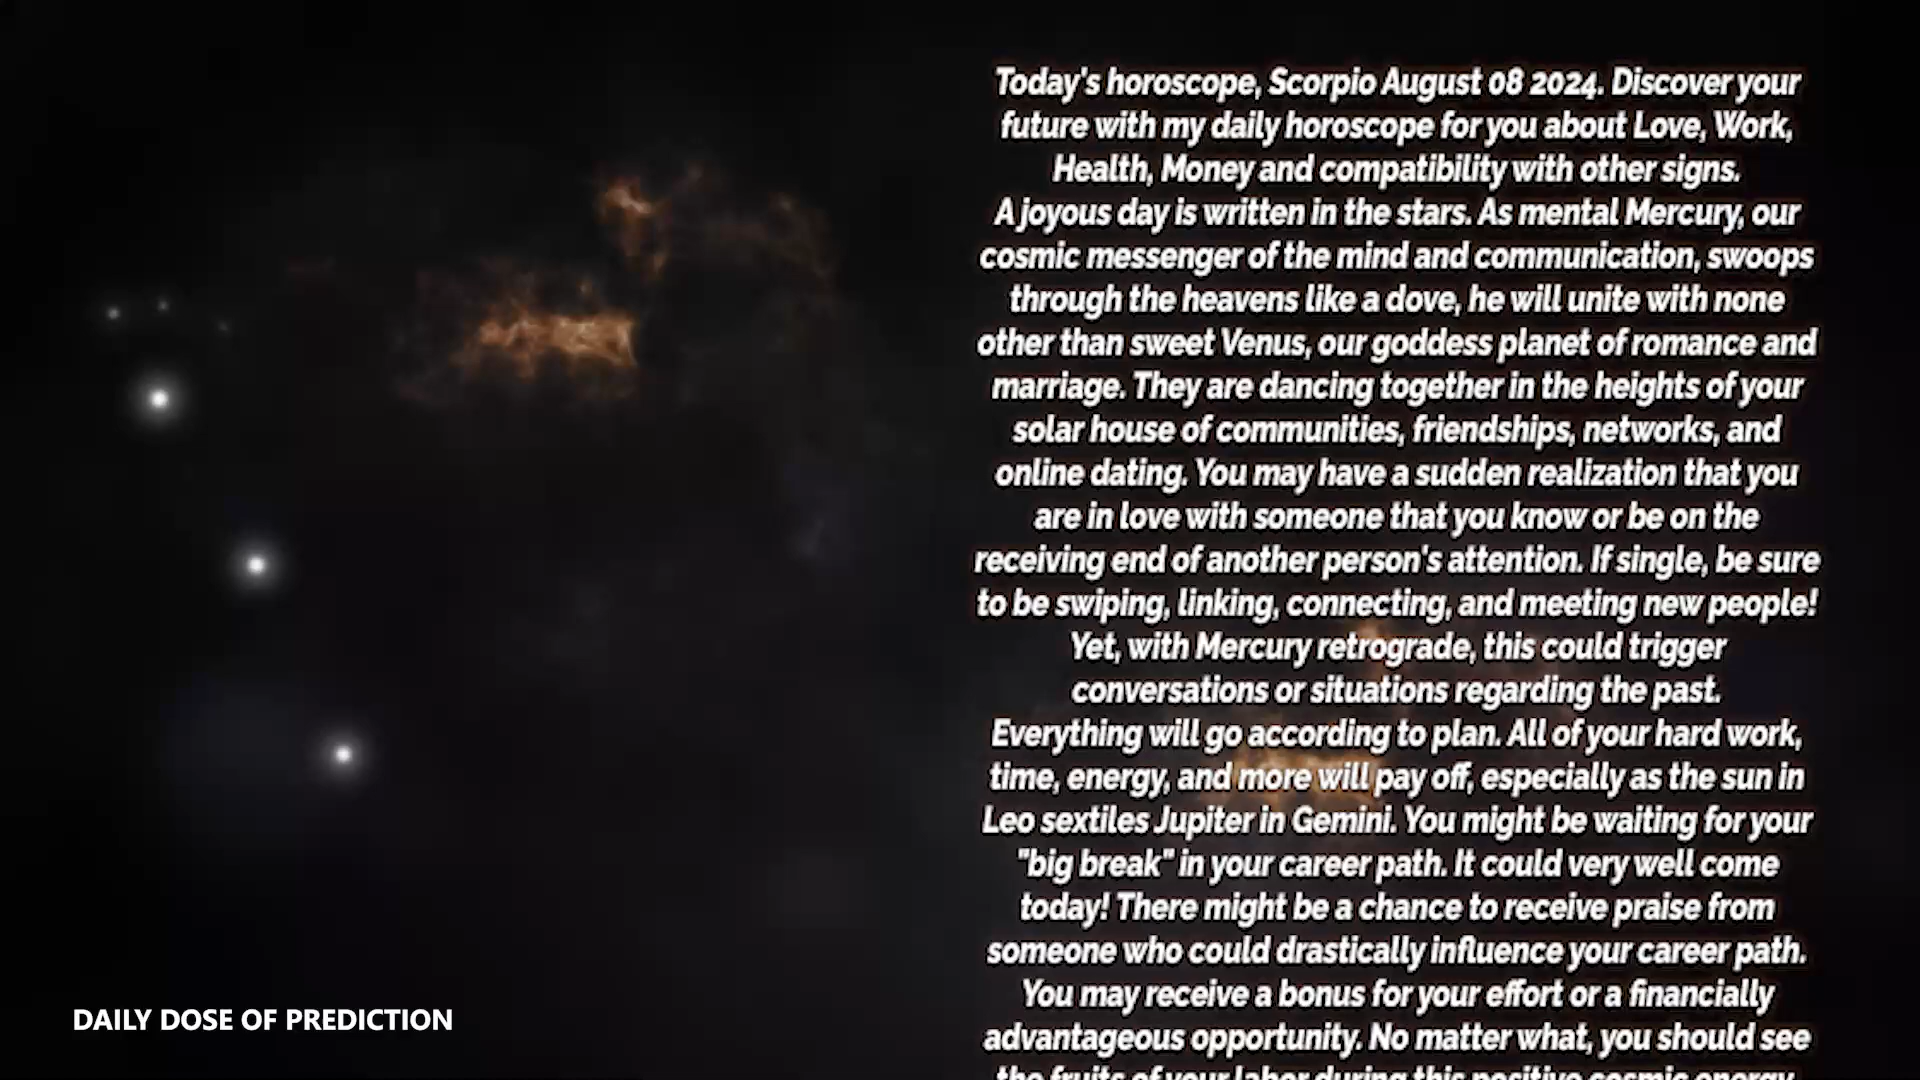 Today's horoscope, Scorpio August 08 2024. Discover your
future with my daily horoscope for you about Love, Work,
Health, Money and compatibility with other signs.
A joyous day is written in the stars. As mental Mercury, our
cosmic messenger of the mind and communication, swoops
through the heavens like a dove, he will unite with none
other than sweet Venus, our goddess planet of romance and
marriage. They are dancing together in the heights of your
solar house of communities, friendships, networks, and
online dating. You may have a sudden realization that you
are in love with someone that you know or be on the
receiving end of another person's attention. If single, be sure
to be swiping, linking, connecting, and meeting new people!
Yet, with Mercury retrograde, this could trigger
conversations or situations regarding the past.
Everything will go according to plan. All of your hard work,
time, energy, and more will pay off, especially as the sun in
Leo sextiles Jupiter in Gemini. You might be waiting for your
"big break" in your career path. It could very well come
today! There might be a chance to receive praise from
someone who could drastically influence your career path.
You may receive a bonus for your effort or a financially
advantageous opportunity. No matter what, you should see
the fruits of your labor during this positive cosmic energy.
DAILY DOSE OF PREDICTION